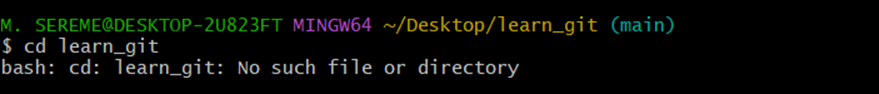 M. SEREME@DESKTOP-2U823FT MINGW64 ~/Desktop/learn_git (main)
$ cd learn_git
bash: cd: learn_git: No such file or directory